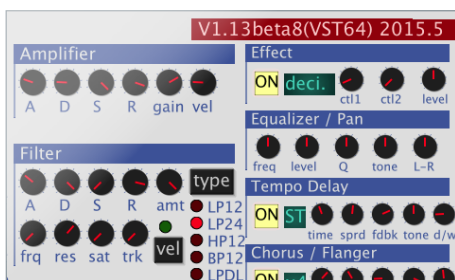 V1.13beta8(VST64) 2015.5
Amplifier
A D S R gain vel
Filter
A D S R amt
type
frq res sat trk
vel
LP12
LP24
HP12
BP12
LPDL
Effect
ON deci.
ctl1 ctl2 level
Equalizer / Pan
freq level Q tone L-R
Tempo Delay
ON ST
time sprd fdbk tone d/w
Chorus / Flanger
ON